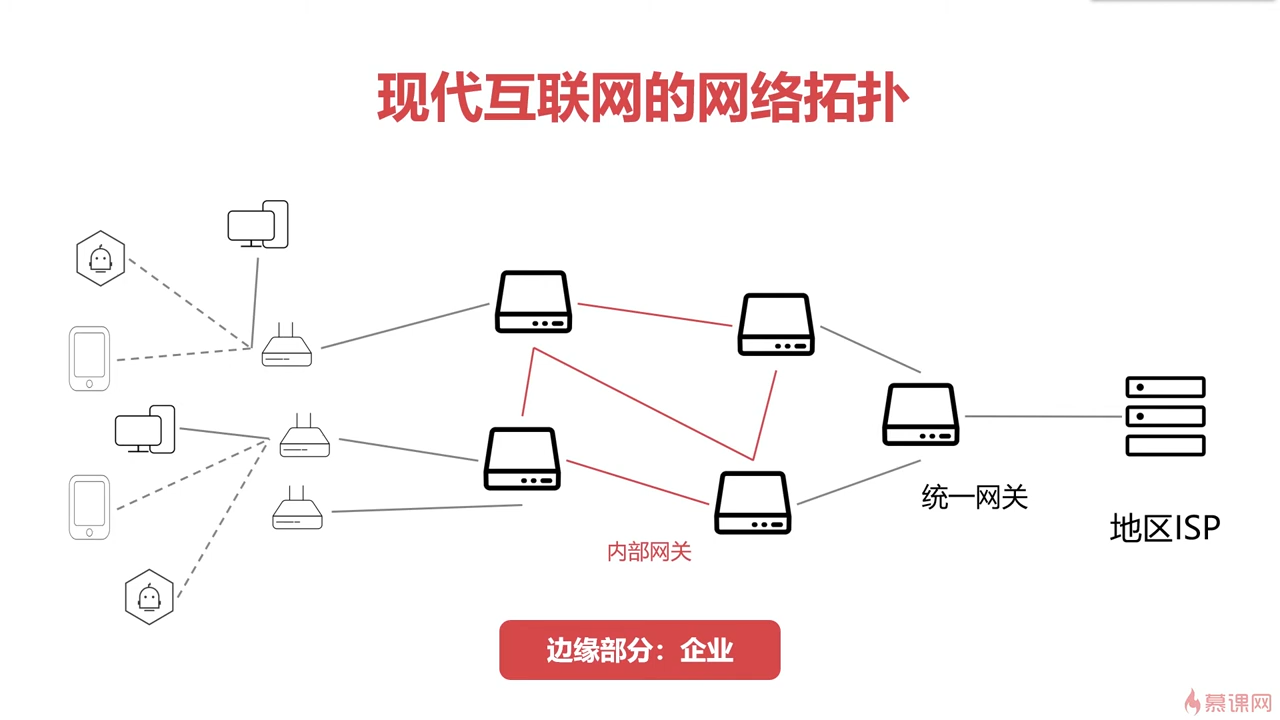 现代互联网的网络拓扑
统一网关
地区ISP
内部网关
边缘部分：企业
慕课网